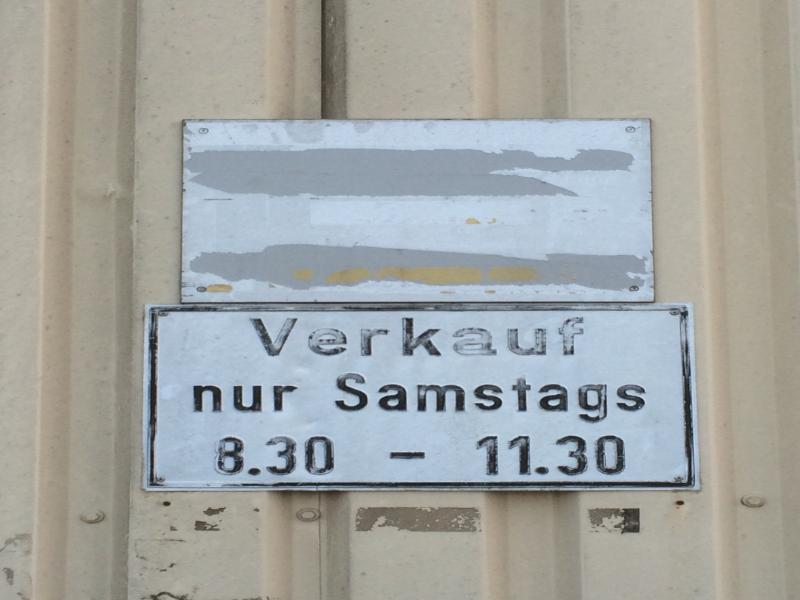 Verkauf
nur Samstags
8.30 - 11.30